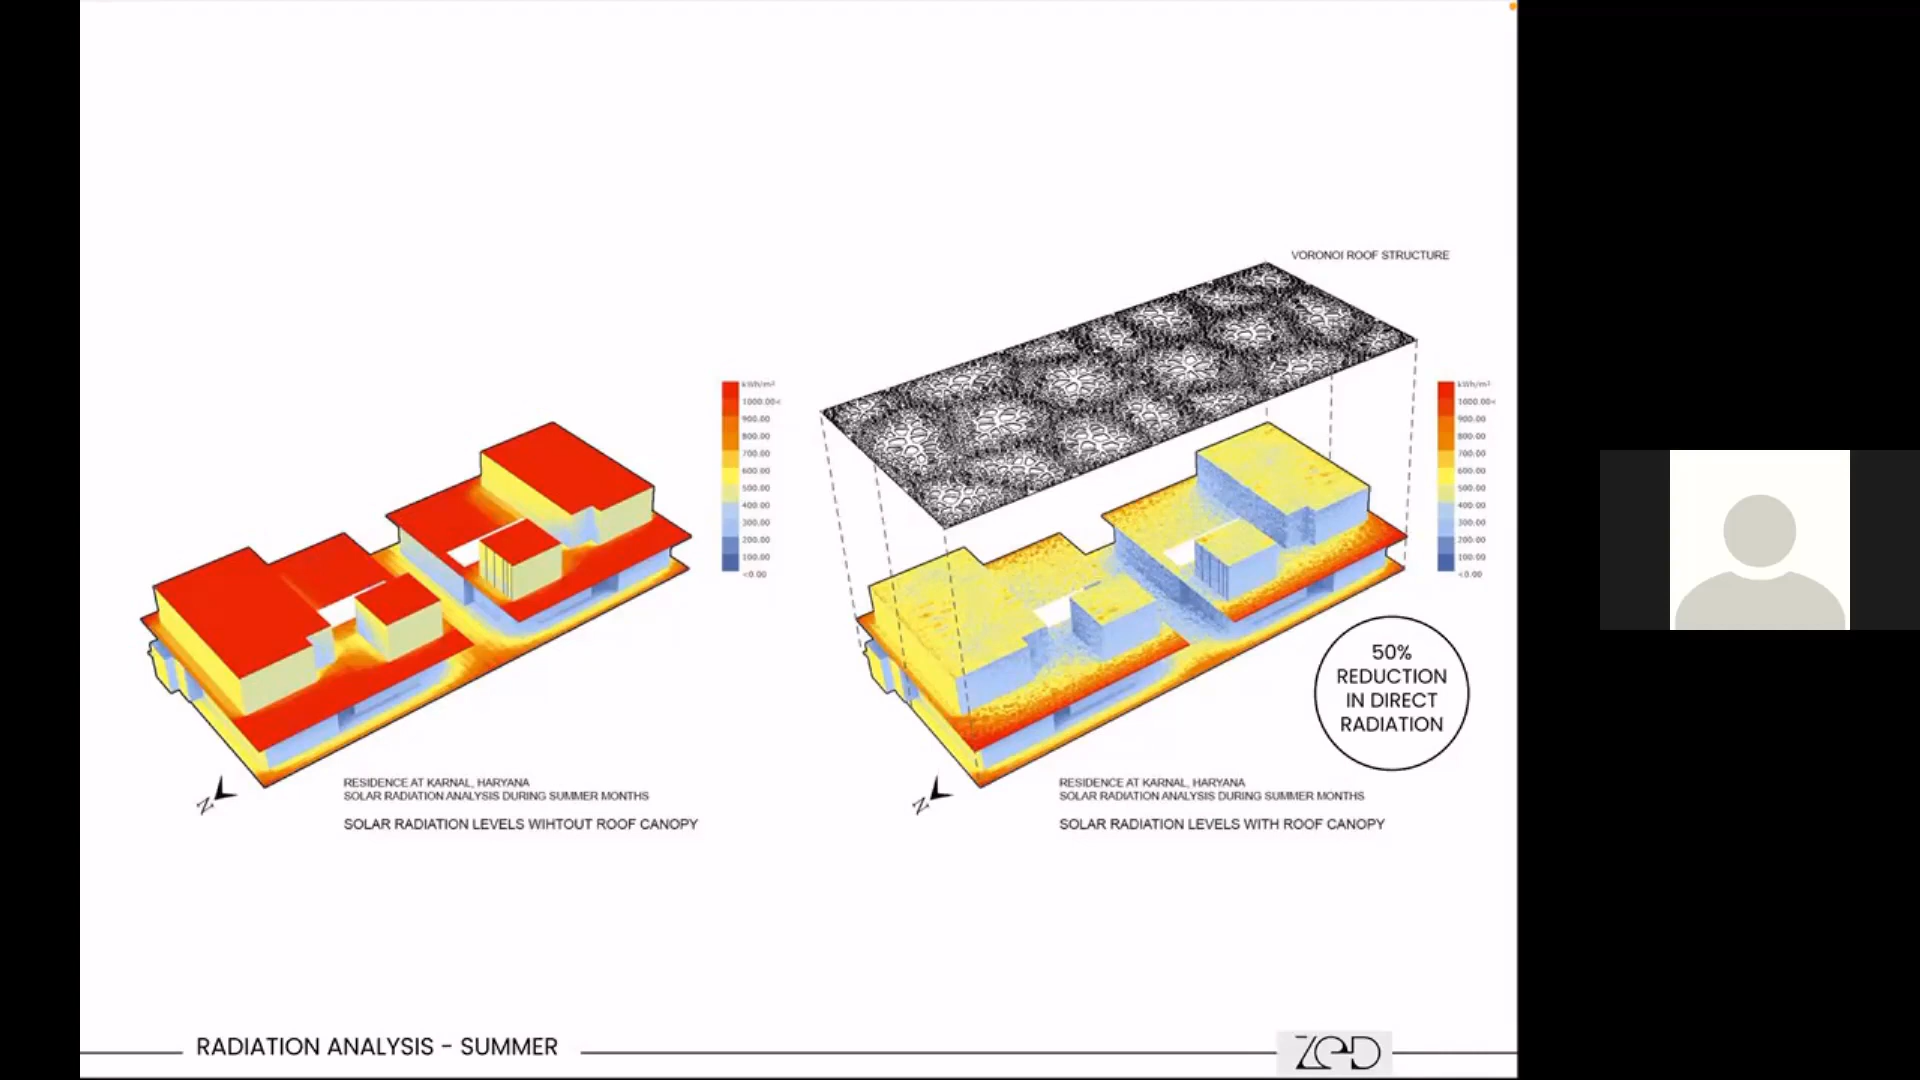 VORONOI ROOF STRUCTURE
kWh/m²
1000.00<
900.00
800.00
700.00
600.00
500.00
400.00
300.00
200.00
100.00
<0.00
kWh/m²
1000.00<
900.00
800.00
700.00
600.00
500.00
400.00
300.00
200.00
100.00
<0.00
50%
REDUCTION
IN DIRECT
RADIATION
N
RESIDENCE AT KARNAL, HARYANA
SOLAR RADIATION ANALYSIS DURING SUMMER MONTHS
SOLAR RADIATION LEVELS WIHTOUT ROOF CANOPY
N
RESIDENCE AT KARNAL, HARYANA
SOLAR RADIATION ANALYSIS DURING SUMMER MONTHS
SOLAR RADIATION LEVELS WITH ROOF CANOPY
RADIATION ANALYSIS - SUMMER
ZED